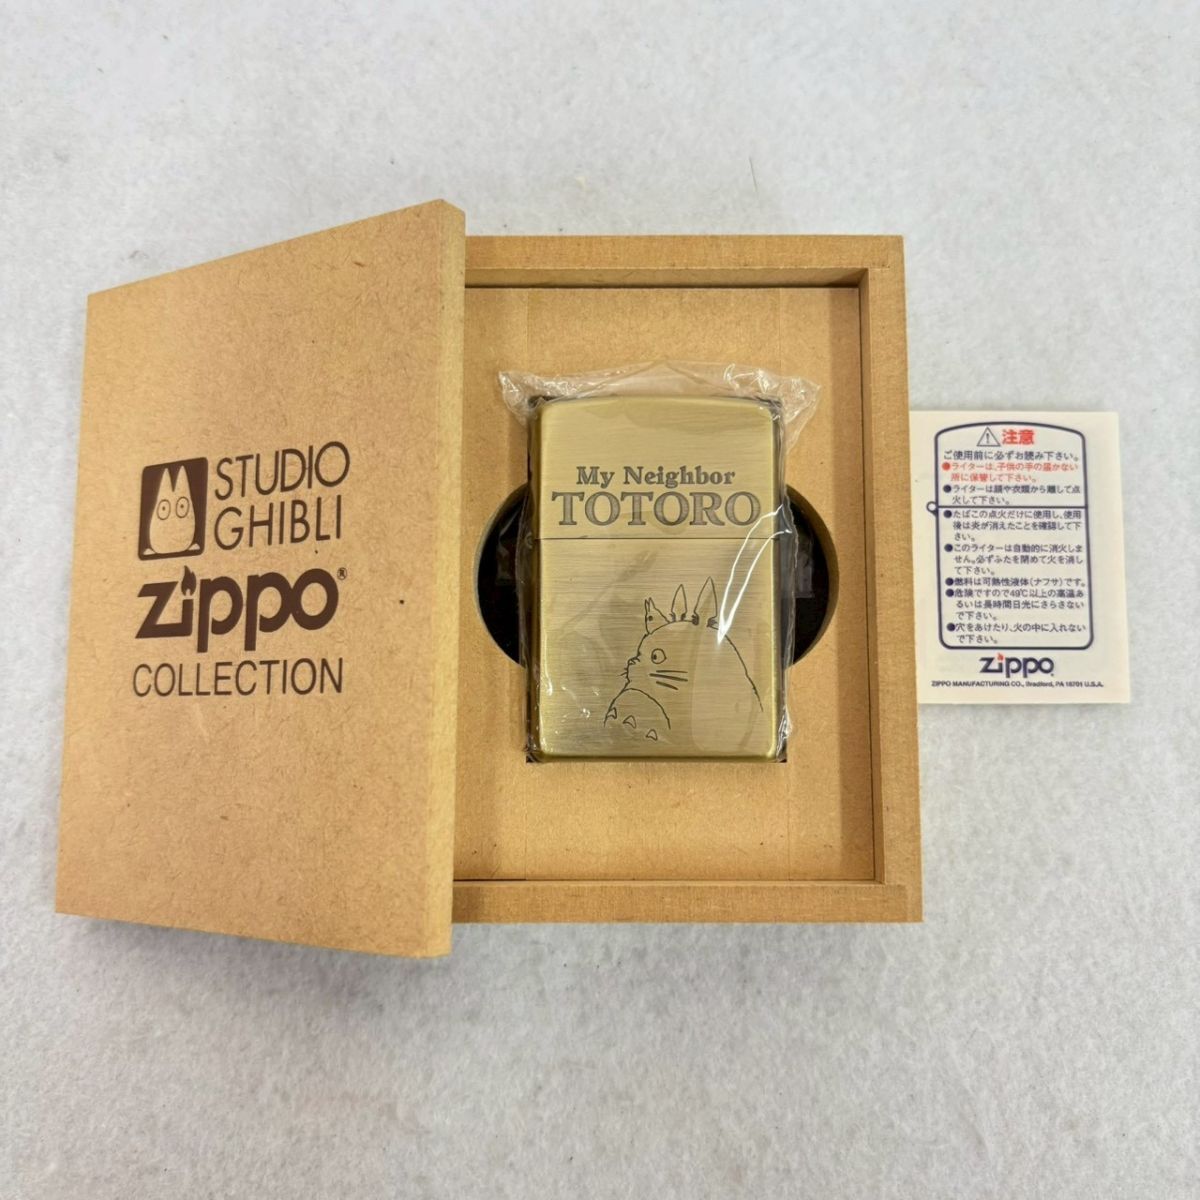 STUDIO
GHIBLI
zippo®
COLLECTION
My Neighbor
TOTORO
注意
ご使用前に必ずお読み下さい。
●ライターは、子供の手の届かない
所に保管して下さい。
●ライターは顔や衣類から離して点
火して下さい。
●たばこの点火だけに使用し、使用
後は炎が消えたことを確認して下
さい。
●このライターは自動的に消火しま
せん。必ずふたを閉めて火を消し
て下さい。
●燃料は可熱性液体(ナフサ)です。
●危険ですので49℃以上の高温あ
るいは長時間日光にさらさない
で下さい。
●穴をあけたり、火の中に入れない
で下さい。
zippo
ZIPPO MANUFACTURING CO., Bradford, PA 16701 U.S.A.